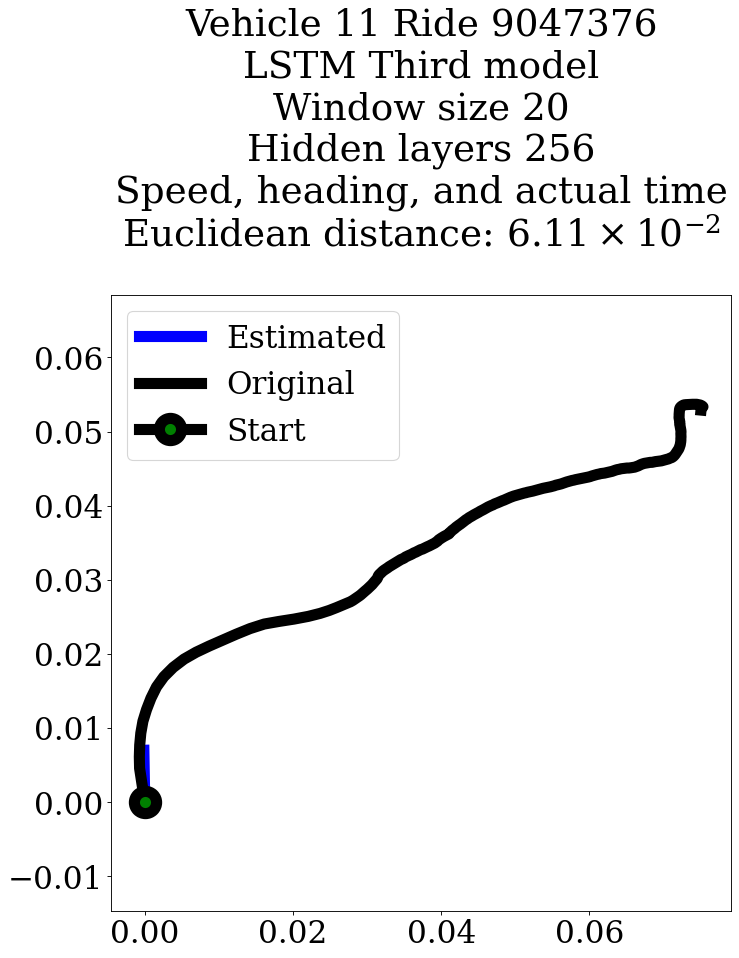 Vehicle 11 Ride 9047376
LSTM Third model
Window size 20
Hidden layers 256
Speed, heading, and actual time
Euclidean distance: 6.11 × 10⁻²
Estimated
Original
Start
0.06
0.05
0.04
0.03
0.02
0.01
0.00
−0.01
0.00 0.02 0.04 0.06